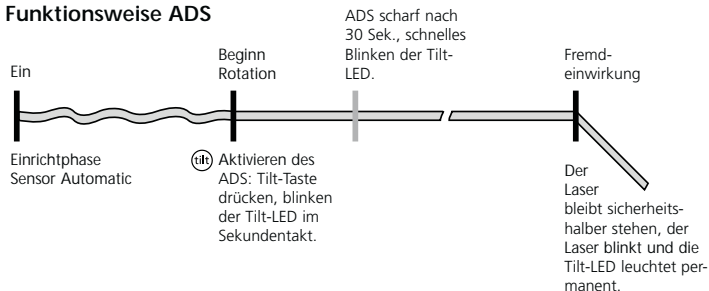 Funktionsweise ADS
Ein
Beginn
Rotation
ADS scharf nach
30 Sek., schnelles
Blinken der Tilt-
LED.
Fremd-
einwirkung
Einrichtphase
Sensor Automatic
tilt
Aktivieren des
ADS: Tilt-Taste
drücken, blinken
der Tilt-LED im
Sekundentakt.
Der
Laser
bleibt sicherheits-
halber stehen, der
Laser blinkt und die
Tilt-LED leuchtet per-
manent.